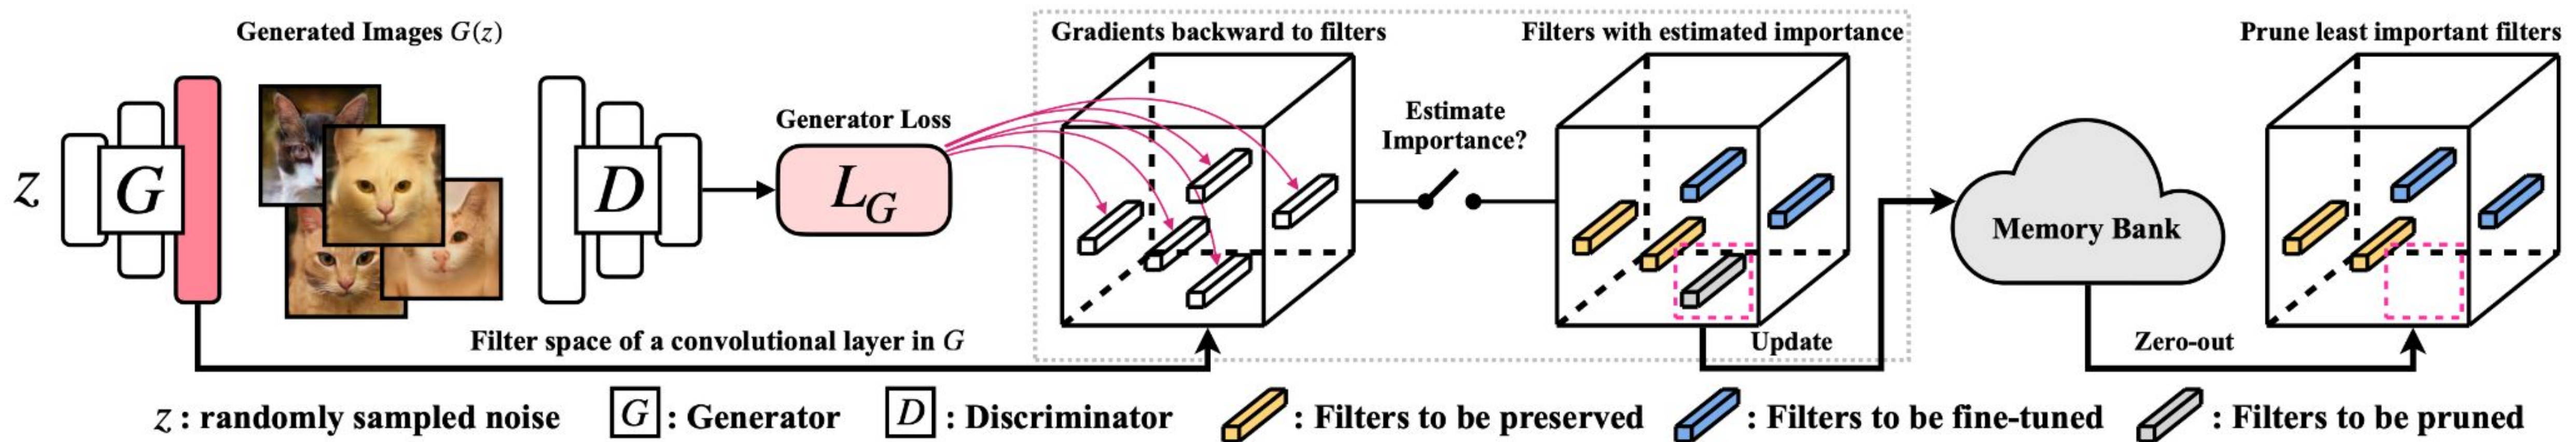 Generated Images G(z)
Gradients backward to filters
Filters with estimated importance
Prune least important filters
z
G
D
Generator Loss
L_G
Estimate
Importance?
Memory Bank
Filter space of a convolutional layer in G
Update
Zero-out
z : randomly sampled noise
G : Generator
D : Discriminator
: Filters to be preserved
: Filters to be fine-tuned
: Filters to be pruned